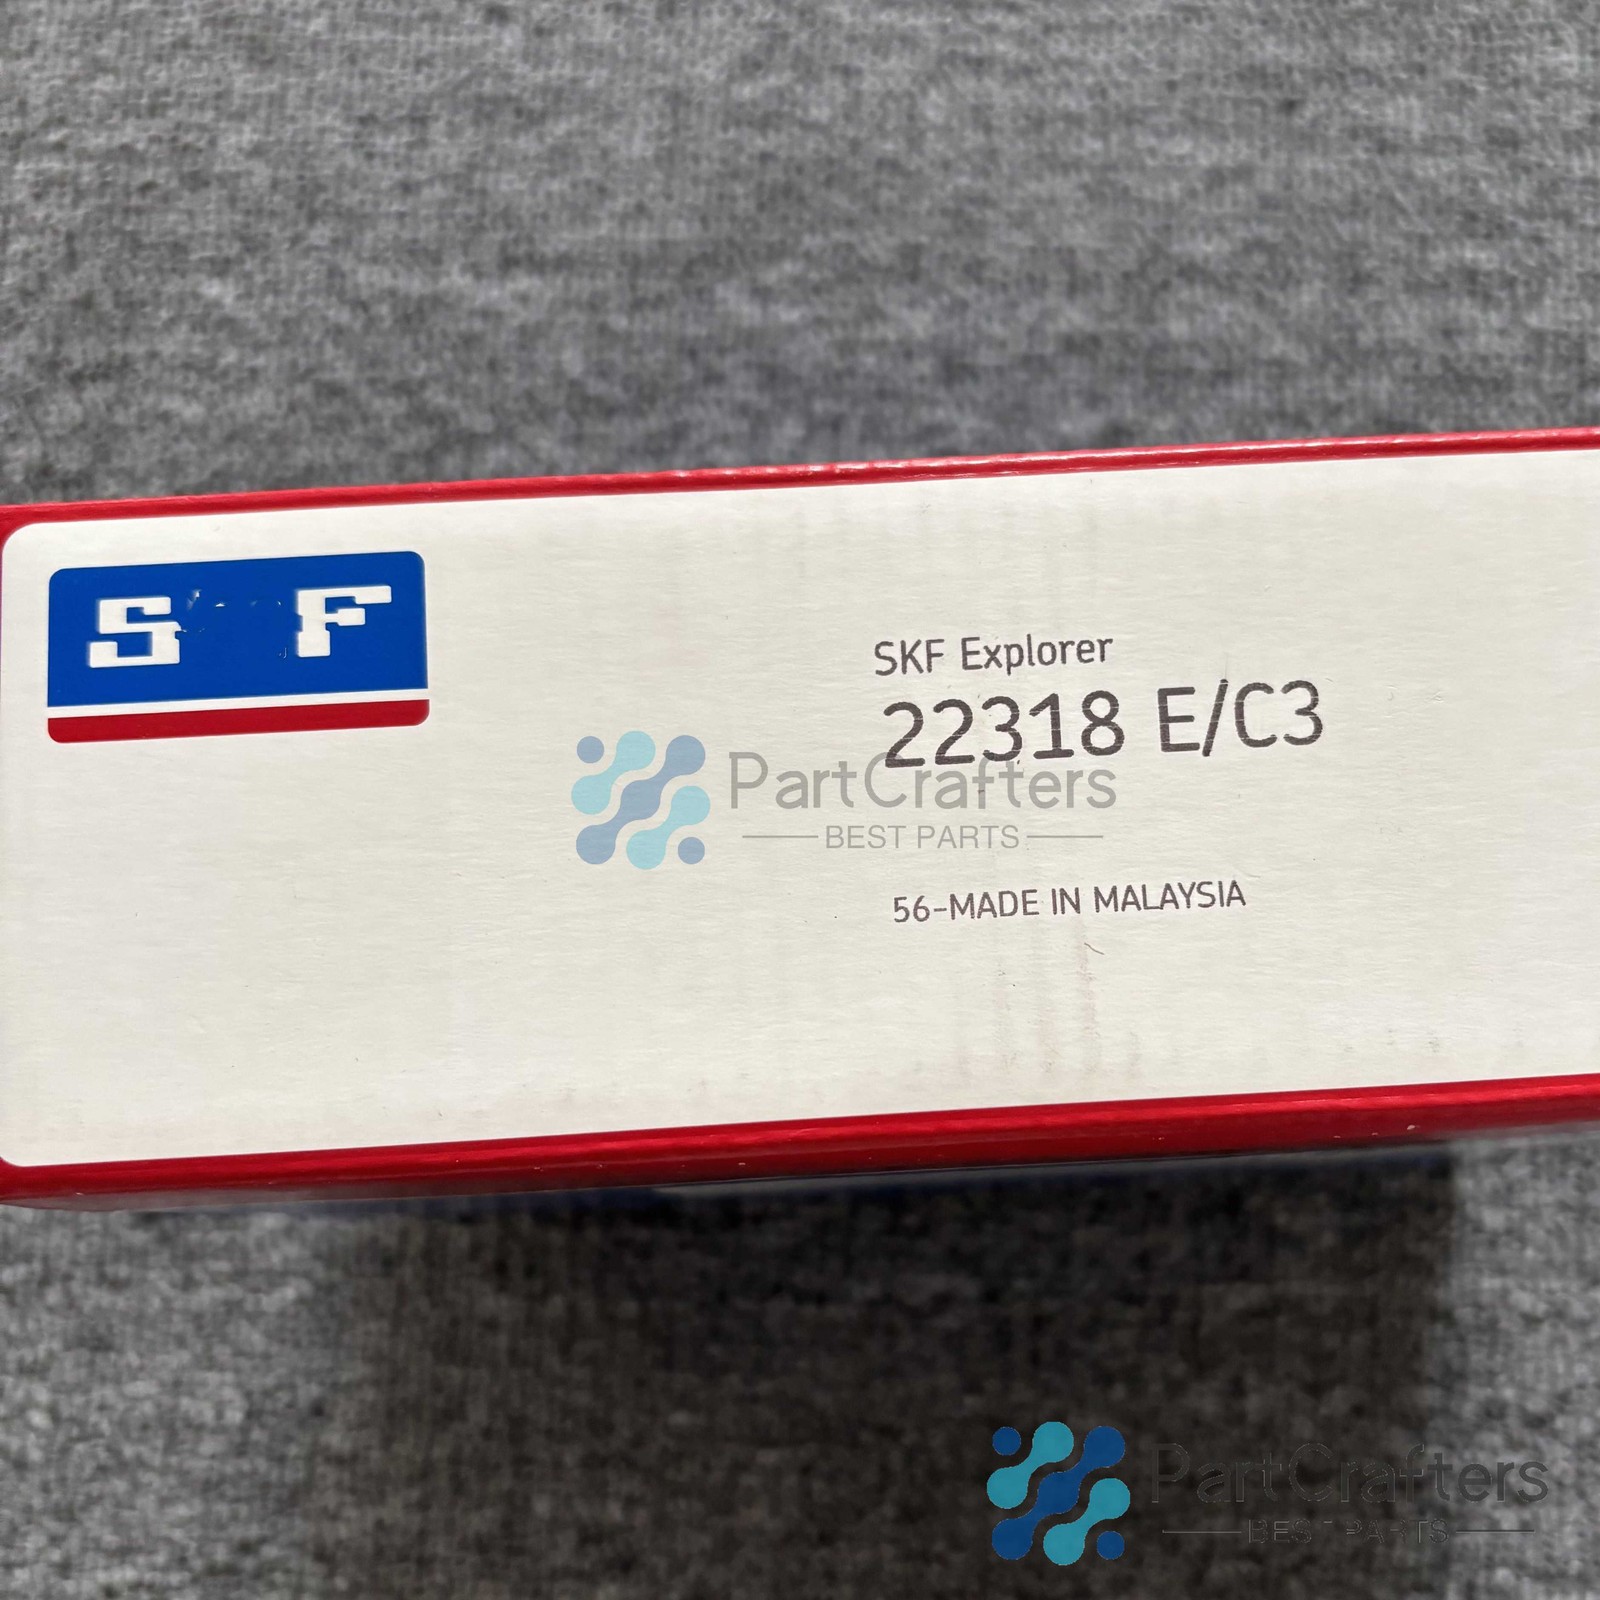 S F
SKF Explorer
22318 E/C3
PartCrafters
BEST PARTS
56-MADE IN MALAYSIA
PartCrafters
BEST PARTS